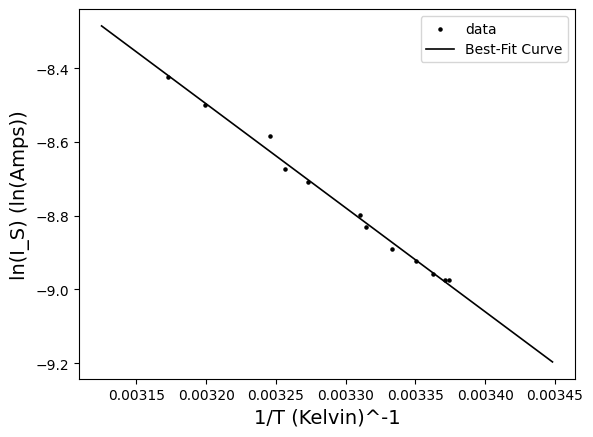 data
Best-Fit Curve
ln(I_S) (ln(Amps))
−8.4
−8.6
−8.8
−9.0
−9.2
0.00315 0.00320 0.00325 0.00330 0.00335 0.00340 0.00345
1/T (Kelvin)^-1